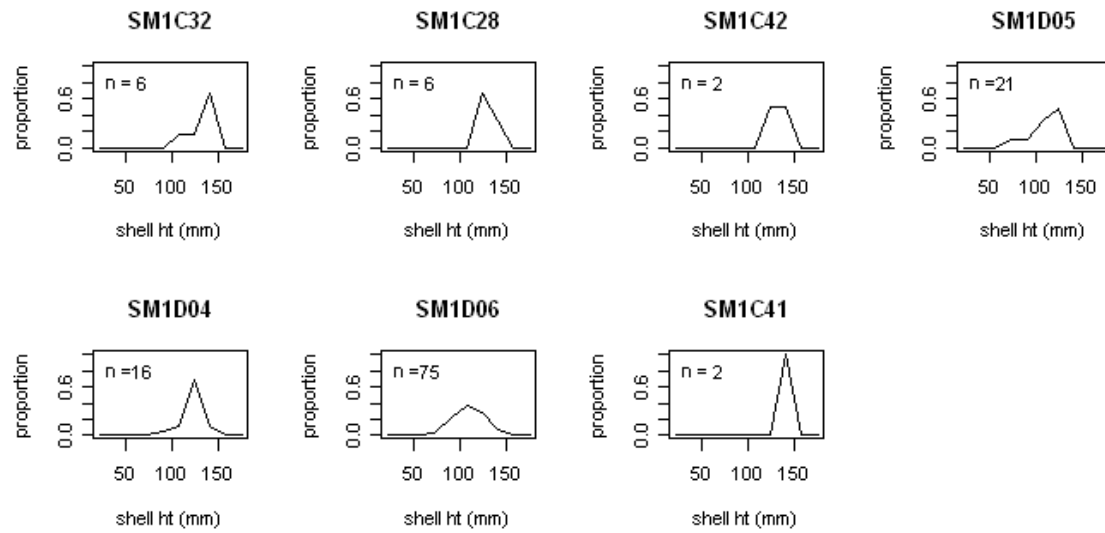 SM1C32
n = 6
proportion
0.0 0.6
50 100 150
shell ht (mm)
SM1C28
n = 6
proportion
0.0 0.6
50 100 150
shell ht (mm)
SM1C42
n = 2
proportion
0.0 0.6
50 100 150
shell ht (mm)
SM1D05
n =21
proportion
0.0 0.6
50 100 150
shell ht (mm)
SM1D04
n =16
proportion
0.0 0.6
50 100 150
shell ht (mm)
SM1D06
n =75
proportion
0.0 0.6
50 100 150
shell ht (mm)
SM1C41
n = 2
proportion
0.0 0.6
50 100 150
shell ht (mm)